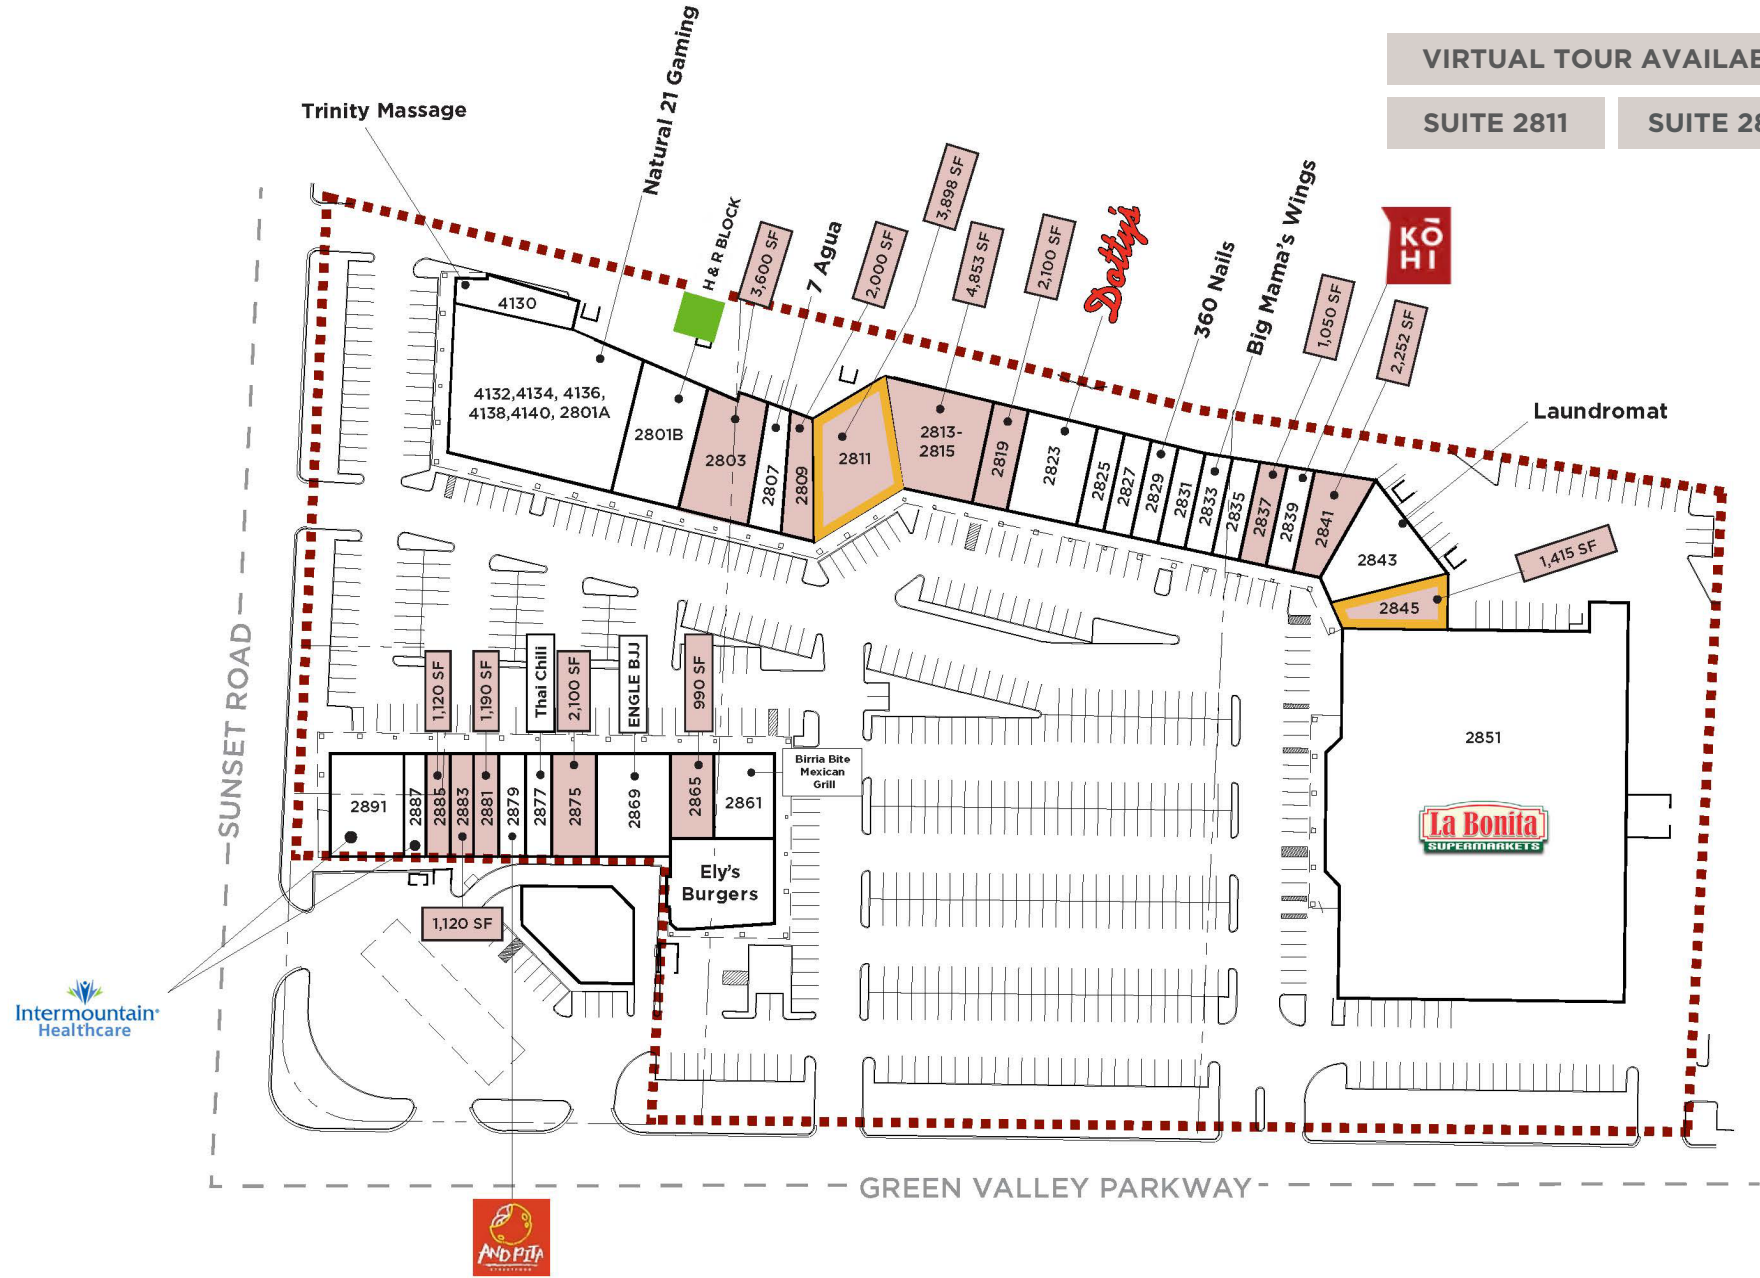 VIRTUAL TOUR
SUITE 2811
SUITE
Trinity Massage
Natural 21 Gaming
H & R BLOCK
3,600 SF
7 Agua
2,000 SF
3,898 SF
4,853 SF
2,100 SF
Dotty's
360 Nails
Big Mama's Wings
1,050 SF
KŌ
HI
2,252 SF
Laundromat
4130
4132,4134, 4136,
4138,4140, 2801A
2801B
2803
2807
2809
2811
2813-
2815
2819
2823
2825
2827
2829
2831
2833
2835
2837
2839
2841
2843
2845
1,415 SF
1,120 SF
1,190 SF
Thai Chili
2,100 SF
ENGLE BJJ
990 SF
2891
2887
2885
2883
2881
2879
2877
2875
2869
2865
2861
Birria Bite
Mexican
Grill
Ely's
Burgers
1,120 SF
2851
La Bonita
SUPERMARKETS
SUNSET ROAD
Intermountain
Healthcare
GREEN VALLEY PARKWAY
AND PITA